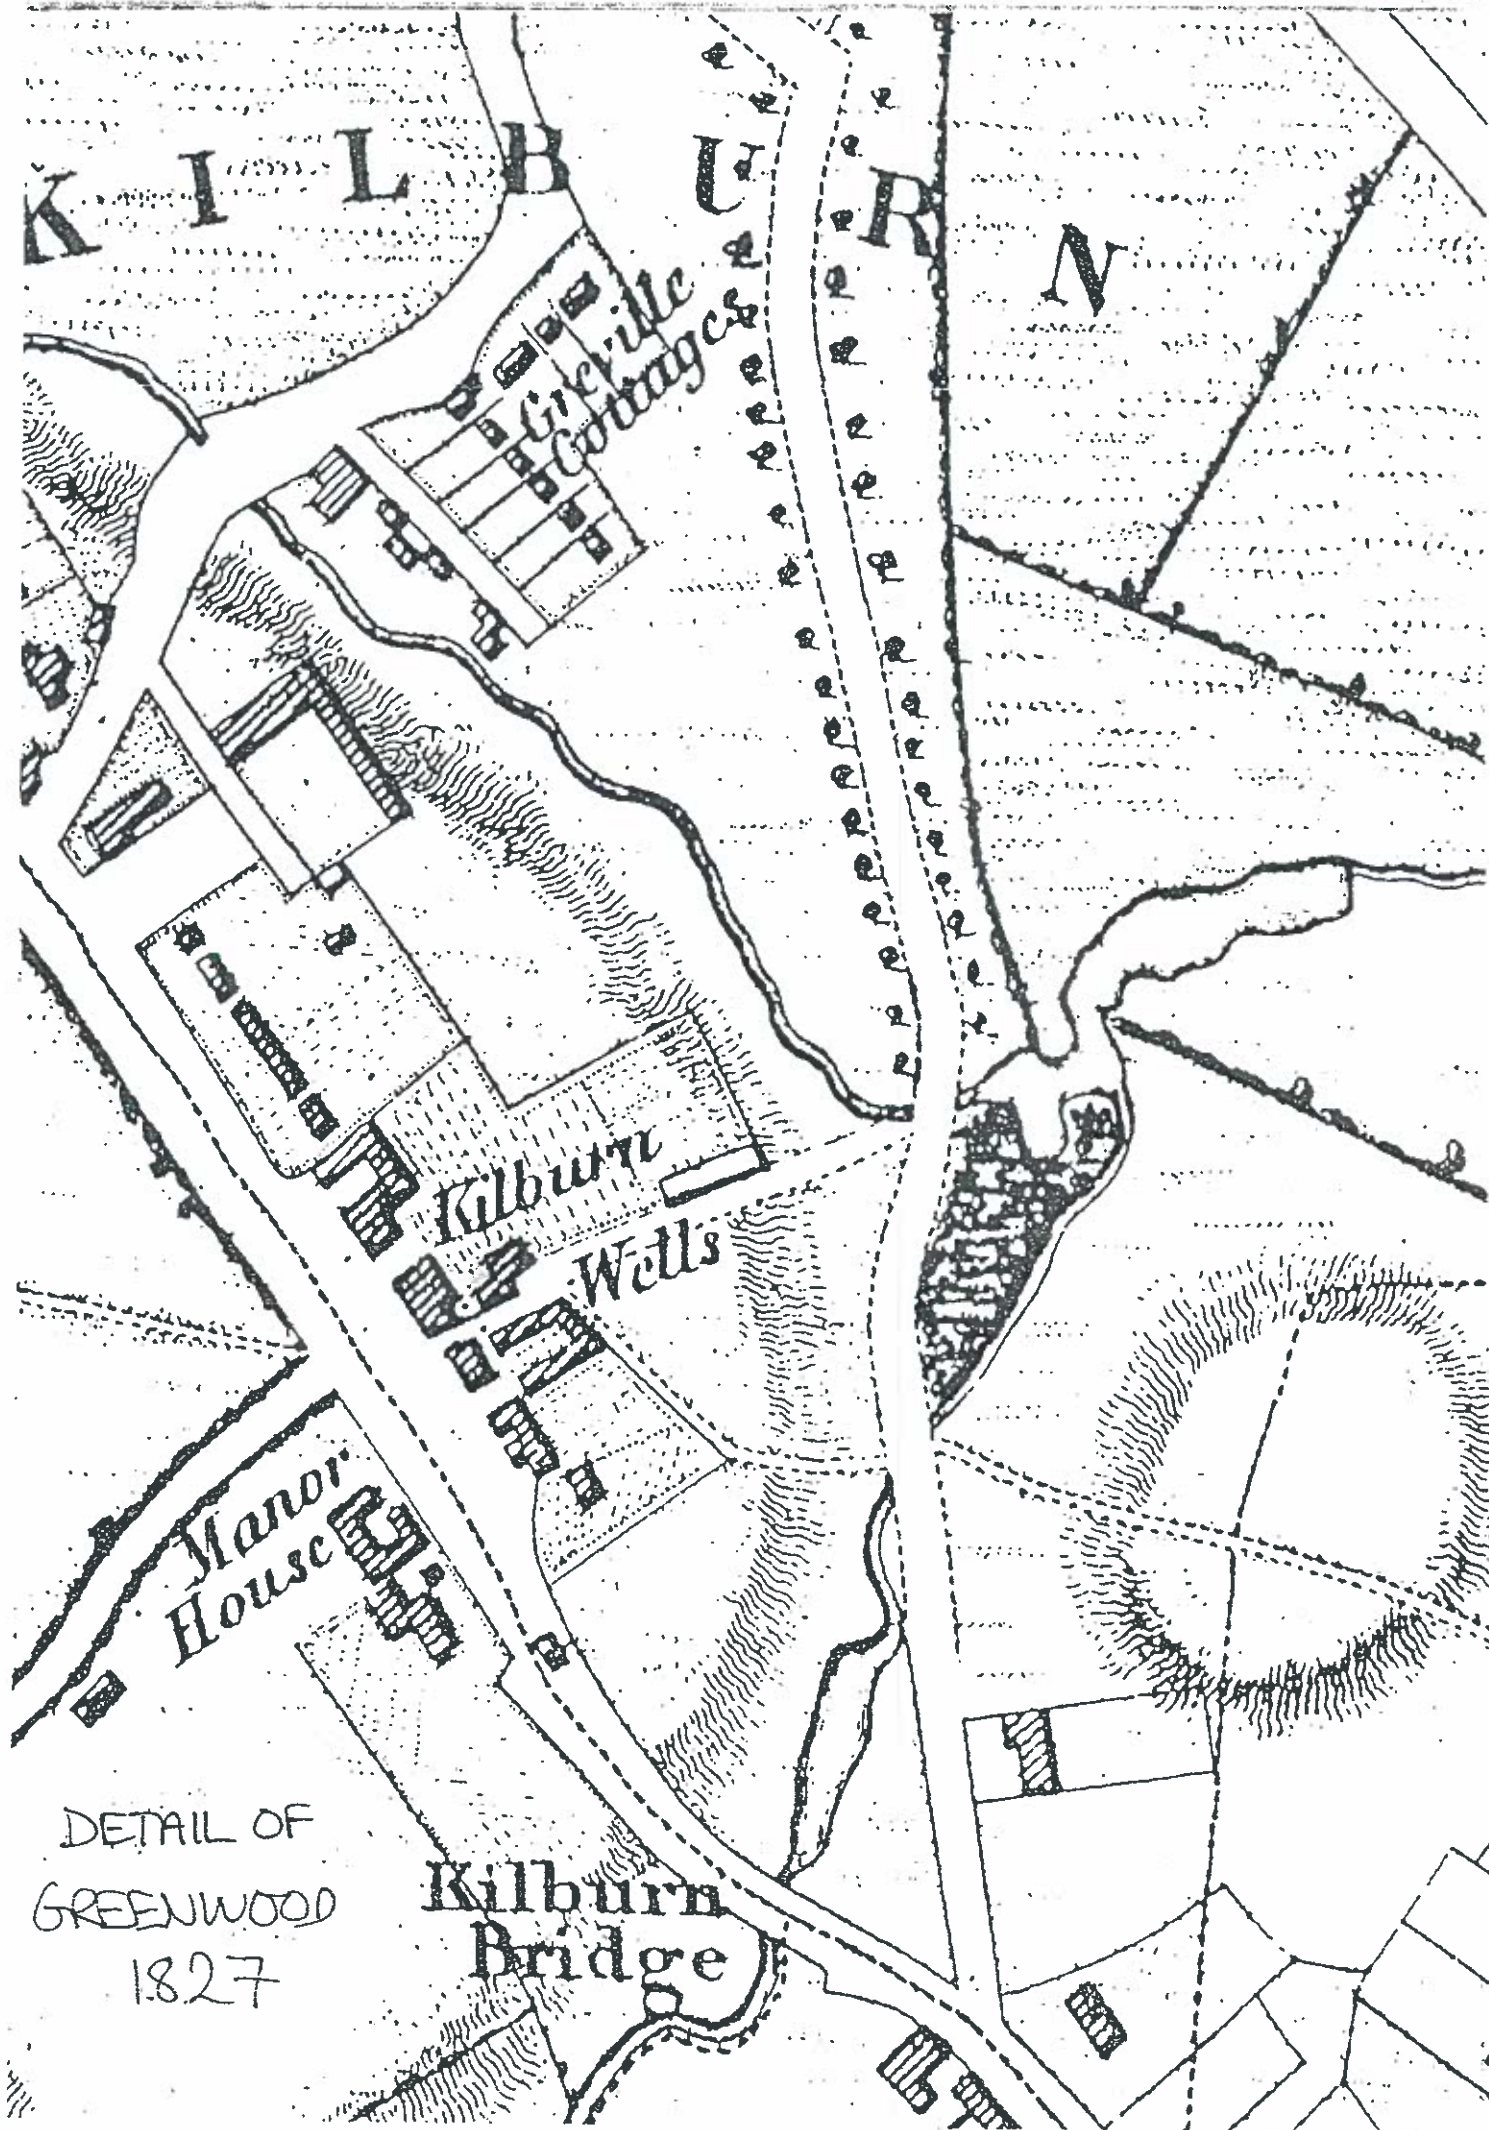 KILBURN
Greville
Cottages
Kilburn
Wells
Manor
House
Kilburn
Bridge
DETAIL OF
GREENWOOD
1827